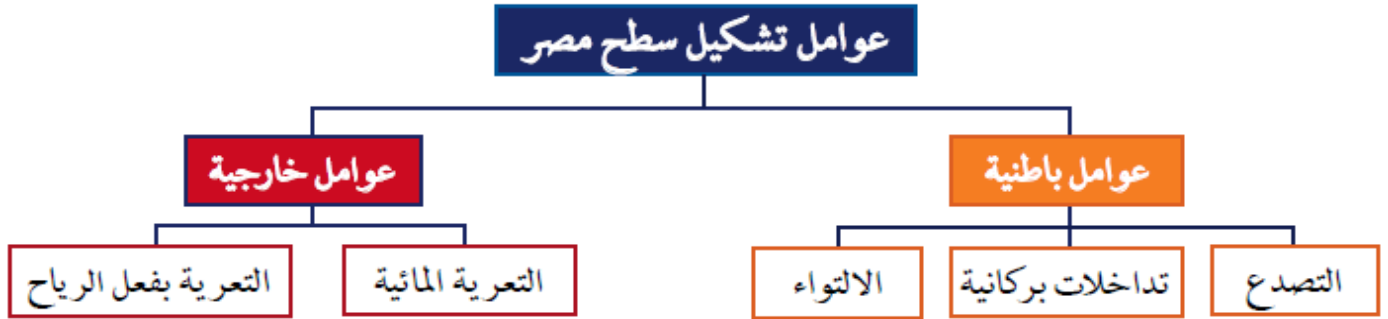 عوامل تشكيل سطح مصر
عوامل باطنية
عوامل خارجية
التصدع
تداخلات بركانية
الالتواء
التعرية المائية
التعرية بفعل الرياح